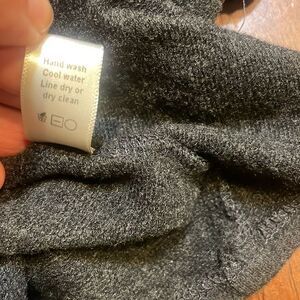 Hand wash
Cool water
Line dry or
dry clean